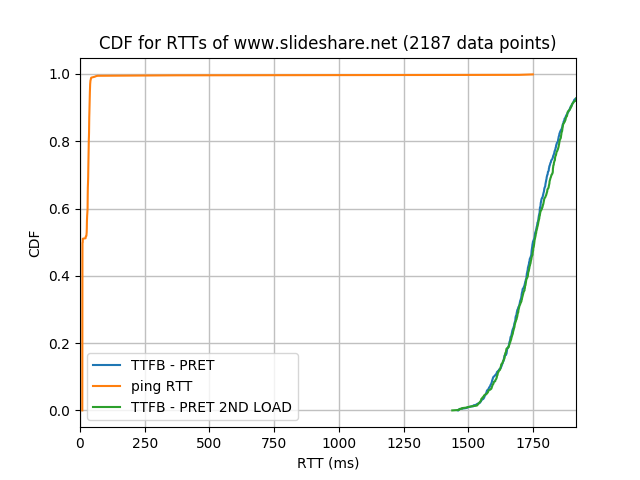 CDF for RTTs of www.slideshare.net (2187 data points)
1.0
0.8
0.6
0.4
0.2
0.0
CDF
TTFB - PRET
ping RTT
TTFB - PRET 2ND LOAD
0 250 500 750 1000 1250 1500 1750
RTT (ms)